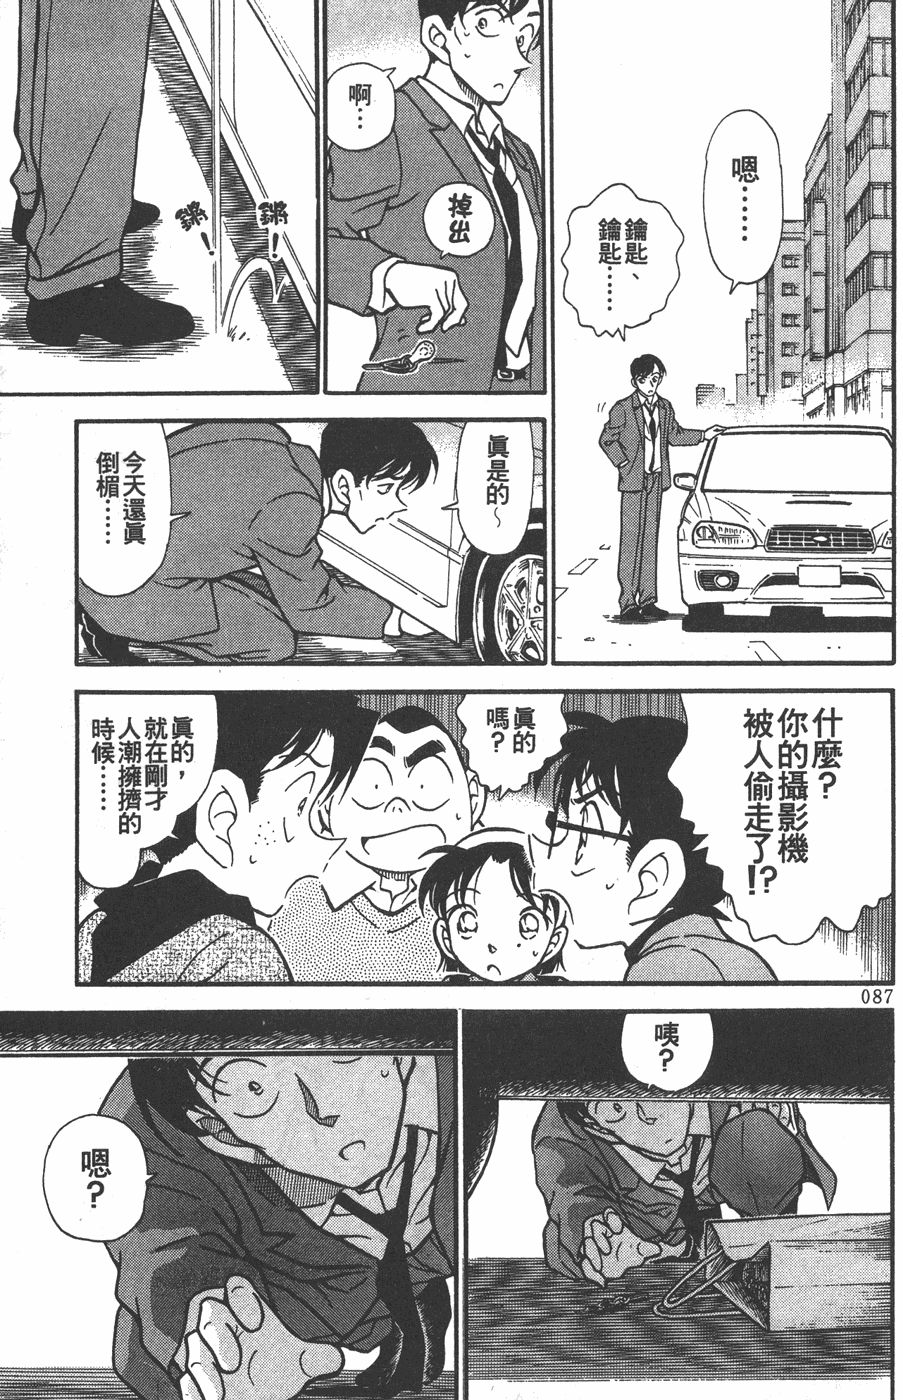 嗯……
鑰匙、
鑰匙……
啊…
掉出
鏘!
鏘!
真是的~
今天還真
倒楣……
什麼?
你的攝影機
被人偷走了!?
真的
嗎?
真的,
就在剛才
人潮擁擠的
時候……
087
咦?
嗯?